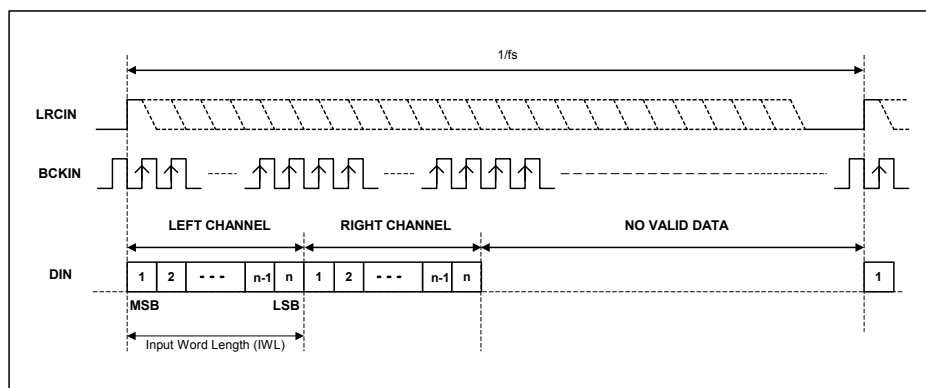 1/fs
LRCIN
BCKIN
LEFT CHANNEL RIGHT CHANNEL NO VALID DATA
DIN 1 2 - - - n-1 n 1 2 - - - n-1 n 1
MSB LSB
Input Word Length (IWL)